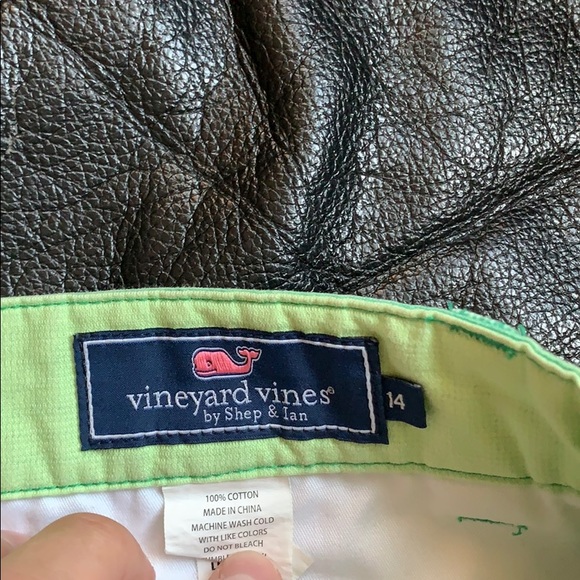 vineyard vines®
by Shep & Ian
14
100% COTTON
MADE IN CHINA
MACHINE WASH COLD
WITH LIKE COLORS
DO NOT BLEACH